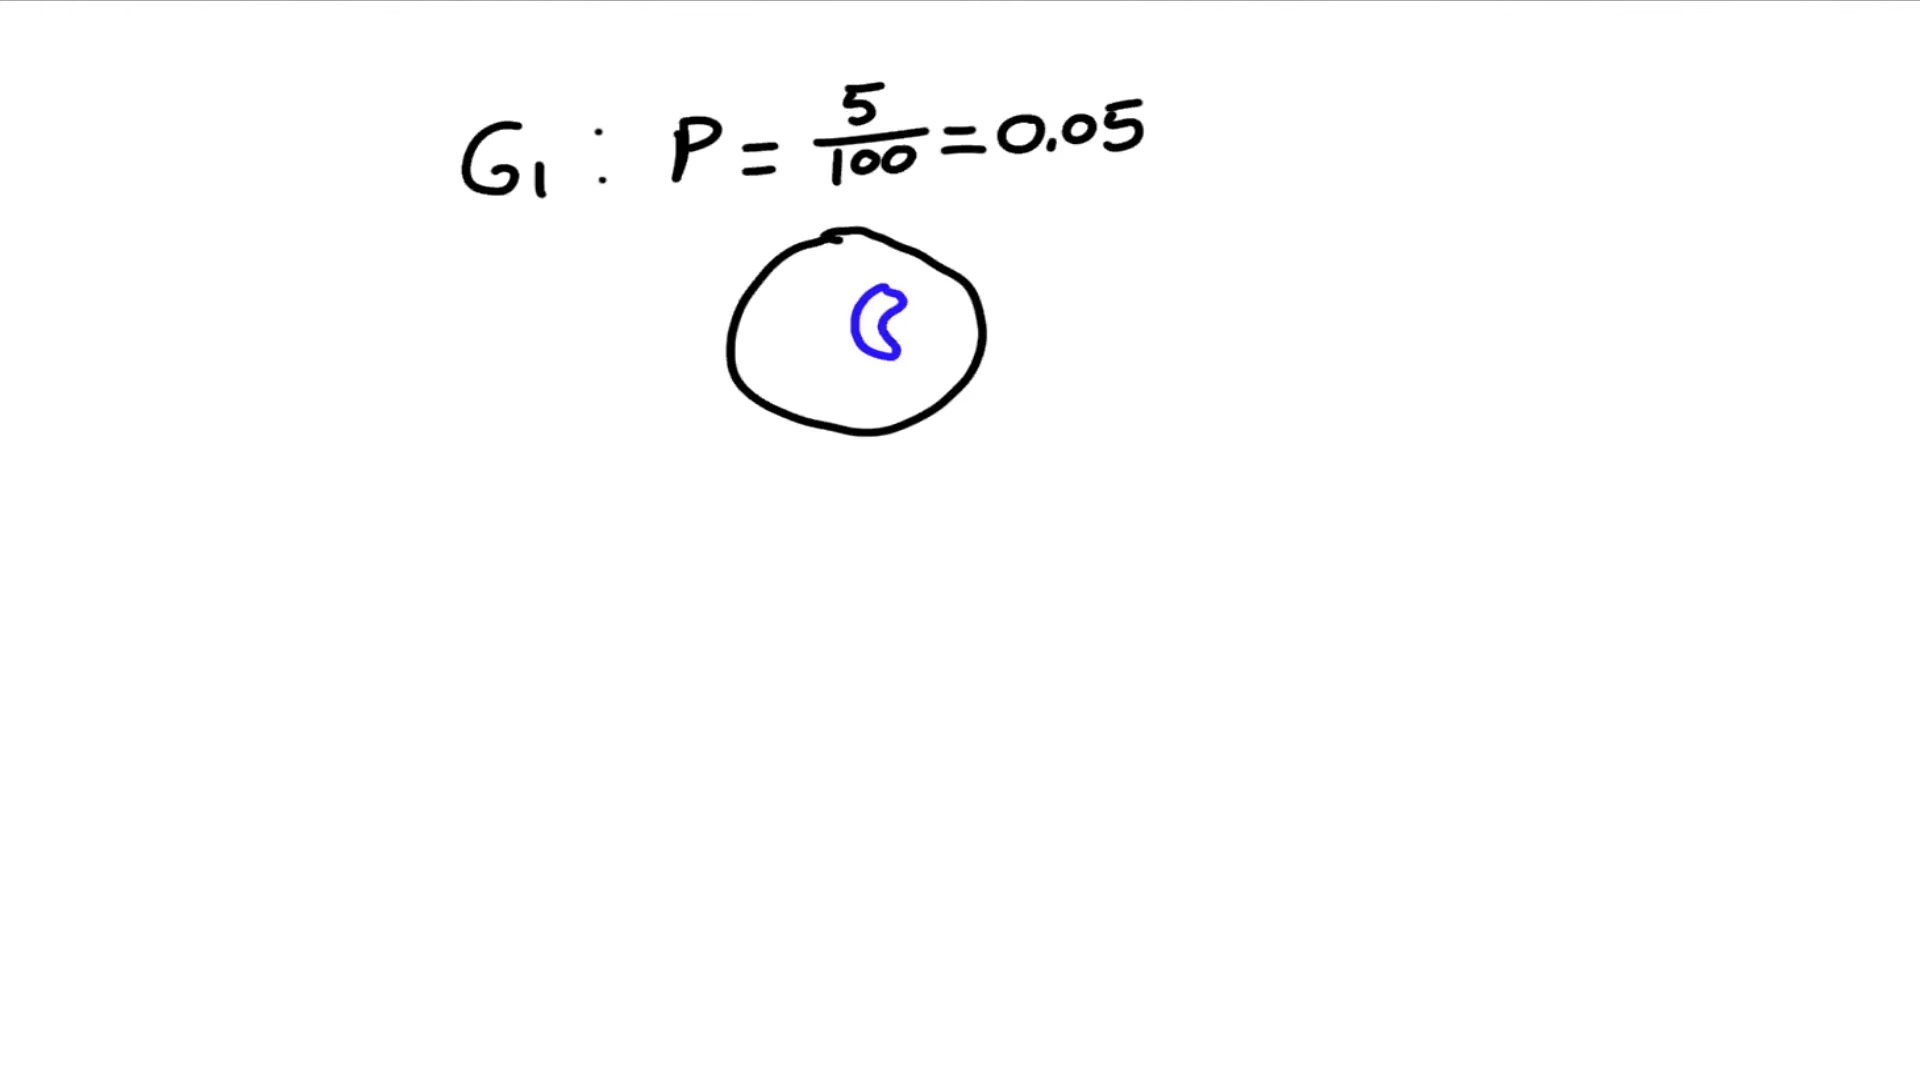 G1 : P = 5/100 = 0.05